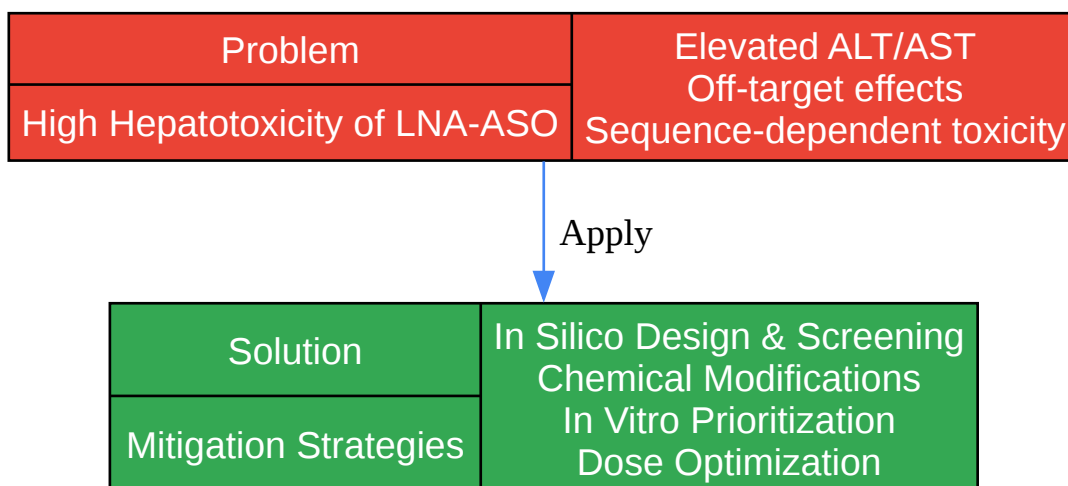 Problem
High Hepatotoxicity of LNA-ASO
Elevated ALT/AST
Off-target effects
Sequence-dependent toxicity
Apply
Solution
Mitigation Strategies
In Silico Design & Screening
Chemical Modifications
In Vitro Prioritization
Dose Optimization